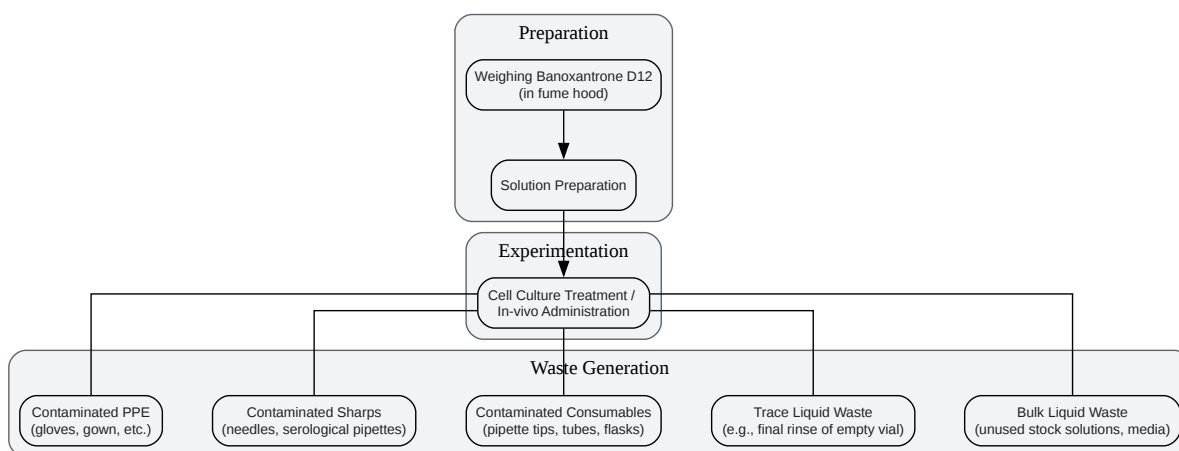 Preparation
Weighing Banoxantrone D12
(in fume hood)
Solution Preparation
Experimentation
Cell Culture Treatment /
In-vivo Administration
Waste Generation
Contaminated PPE
(gloves, gown, etc.)
Contaminated Sharps
(needles, serological pipettes)
Contaminated Consumables
(pipette tips, tubes, flasks)
Trace Liquid Waste
(e.g., final rinse of empty vial)
Bulk Liquid Waste
(unused stock solutions, media)